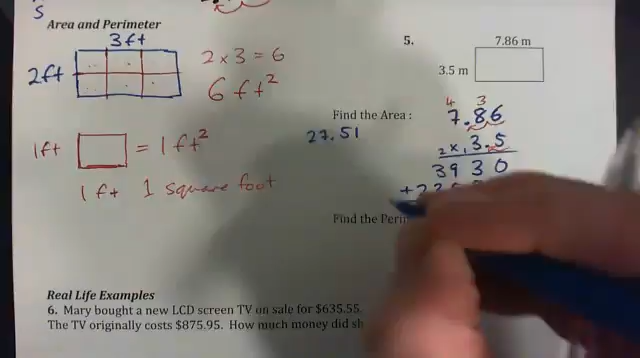 S
Area and Perimeter
3ft
2ft
2 x 3 = 6
6 ft²
1ft = 1 ft²
1 ft 1 square foot
5. 7.86 m
3.5 m
Find the Area :
27.51
4 3
7.86
x 3.5
3930
Find the
Real Life Examples
6. Mary bought a new LCD screen TV on sale for $635.55.
The TV originally costs $875.95. How much money did